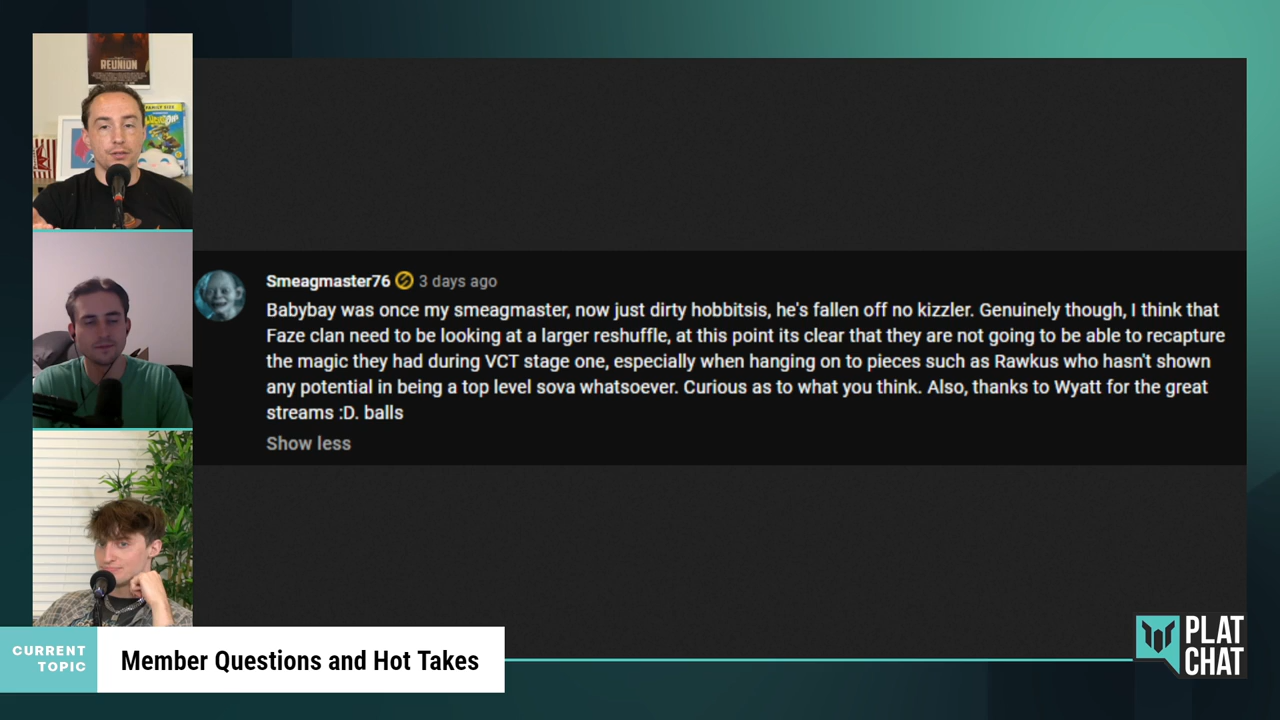 REUNION
FAMILY SIZE
Smeagmaster76 3 days ago
Babybay was once my smeagmaster, now just dirty hobbitsis, he's fallen off no kizzler. Genuinely though, I think that
Faze clan need to be looking at a larger reshuffle, at this point its clear that they are not going to be able to recapture
the magic they had during VCT stage one, especially when hanging on to pieces such as Rawkus who hasn't shown
any potential in being a top level sova whatsoever. Curious as to what you think. Also, thanks to Wyatt for the great
streams :D. balls
Show less
CURRENT
TOPIC
Member Questions and Hot Takes
PLAT
CHAT